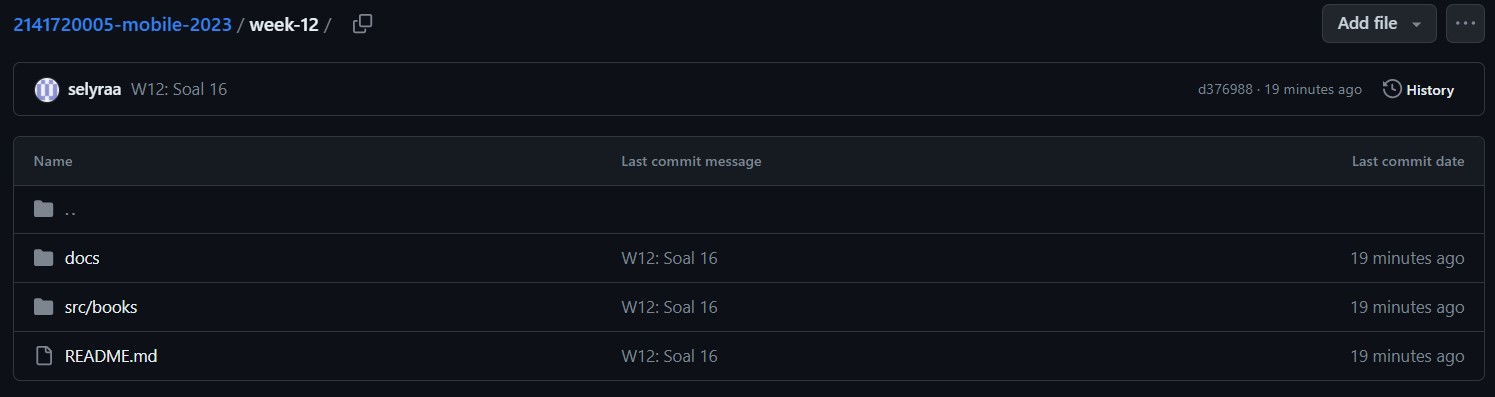 2141720005-mobile-2023 / week-12 / Add file
selyraa W12: Soal 16 d376988 · 19 minutes ago History
Name Last commit message Last commit date
..
docs W12: Soal 16 19 minutes ago
src/books W12: Soal 16 19 minutes ago
README.md W12: Soal 16 19 minutes ago